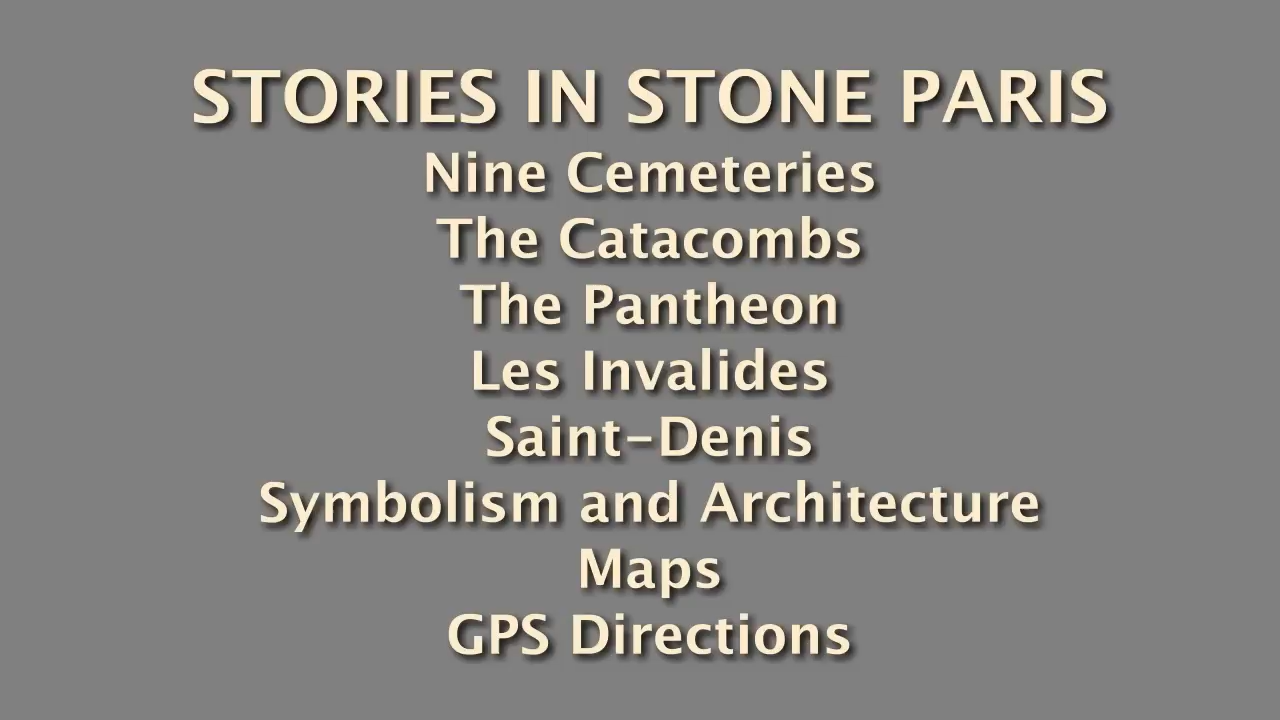 STORIES IN STONE PARIS
Nine Cemeteries
The Catacombs
The Pantheon
Les Invalides
Saint-Denis
Symbolism and Architecture
Maps
GPS Directions